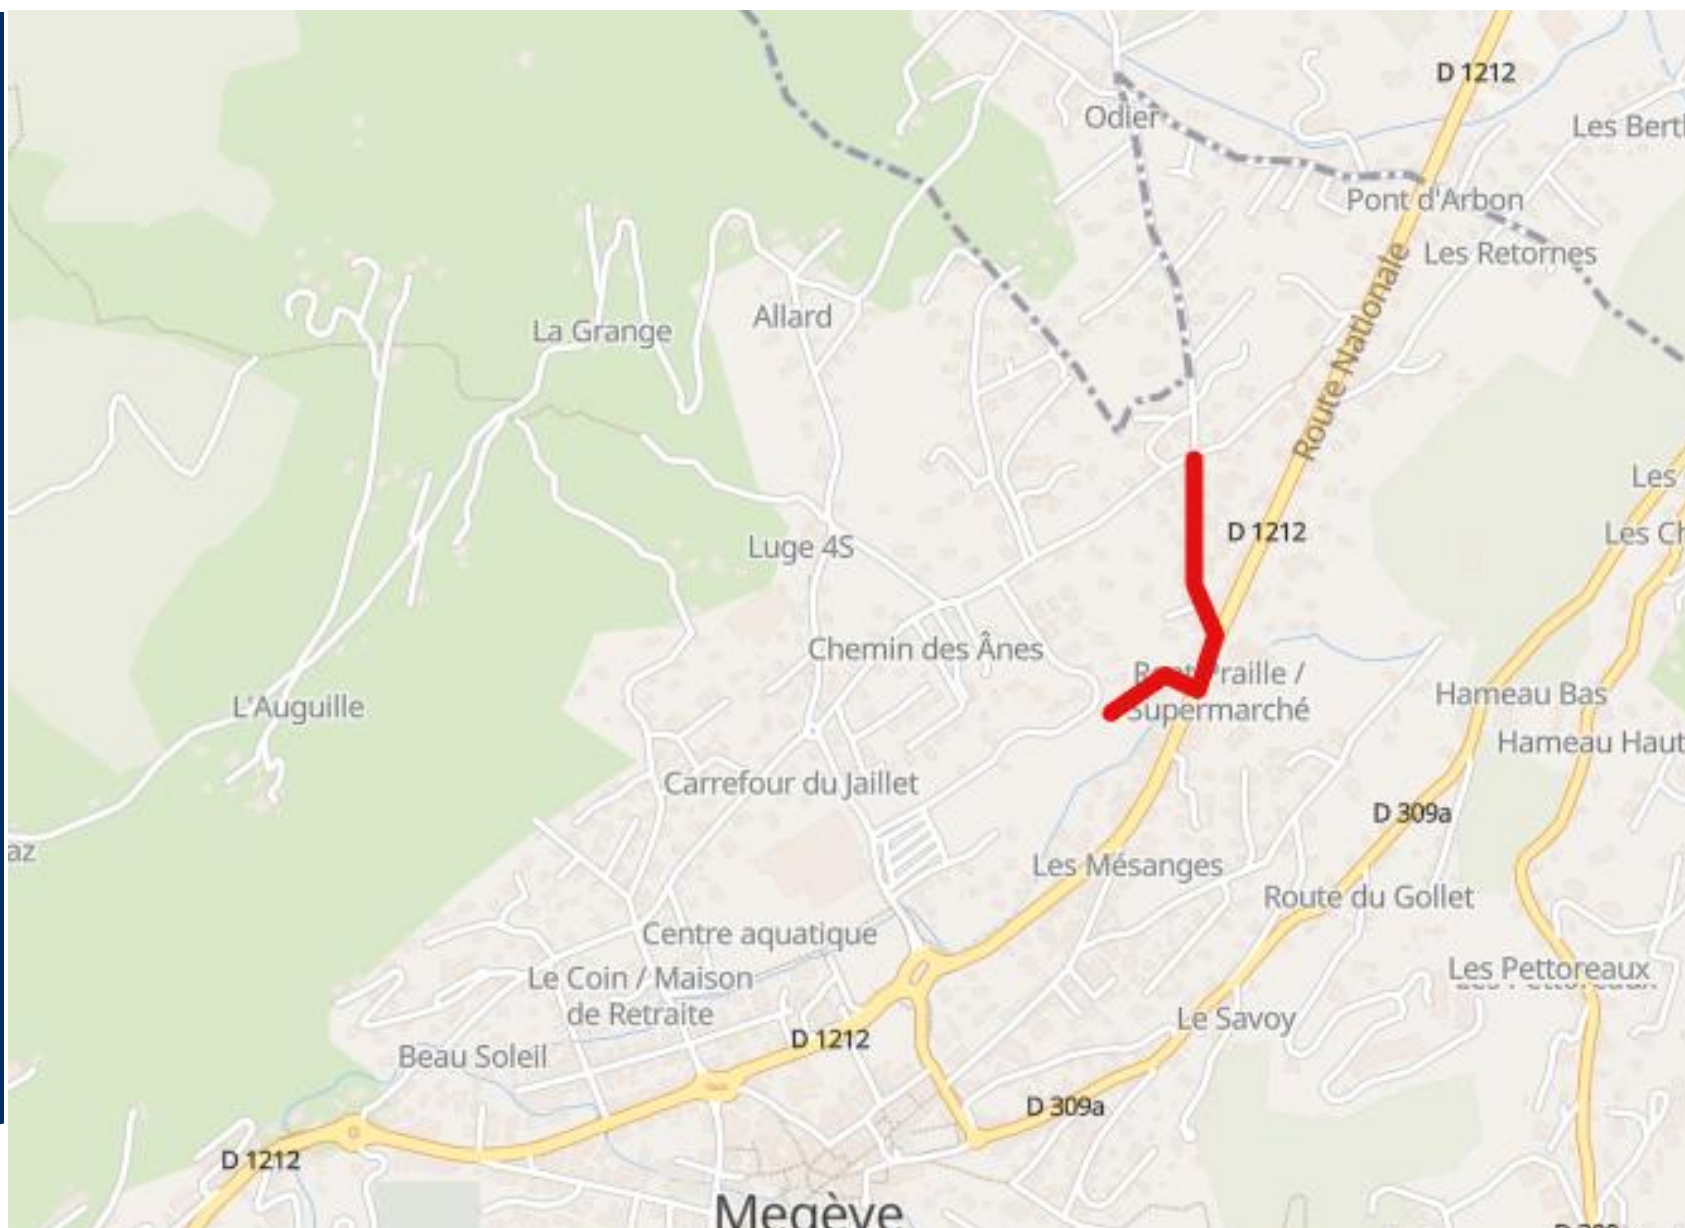 D 1212
Odier
Les Bert
Pont d'Arbon
Les Retornes
Allard
La Grange
Route Nationale
Les
Les Ch
D 1212
Luge 4S
Chemin des Ânes
Praille /
Supermarché
Hameau Bas
L'Auguille
Hameau Haut
Carrefour du Jaillet
D 309a
az
Les Mésanges
Route du Gollet
Centre aquatique
Le Coin / Maison
de Retraite
Les Pettoreaux
Le Savoy
D 1212
Beau Soleil
D 309a
D 1212
Megève